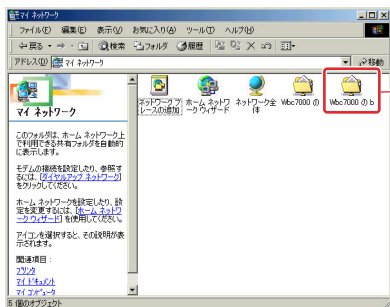 マイ ネットワーク
ファイル(F) 編集(E) 表示(V) お気に入り(A) ツール(T) ヘルプ(H)
戻る 検索 フォルダ 履歴
アドレス(D) マイ ネットワーク 移動
マイ ネットワーク
このフォルダは、ホーム ネットワーク上
で利用できる共有フォルダを自動的
に表示します。
モデムの接続を設定したり、参照す
るには、[ダイヤルアップ ネットワーク]
をクリックしてください。
ホーム ネットワークを設定したり、設
定を変更するには、[ホーム ネットワ
ーク ウィザード] を使用してください。
アイコンを選択すると、その説明が表
示されます。
関連項目:
プリンタ
マイ ドキュメント
マイ コンピュータ
ネットワーク プ
レースの追加
ホーム ネットワ
ーク ウィザード
ネットワーク全
体
Wbc7000 の
Wbc7000 の b
5 個のオブジェクト